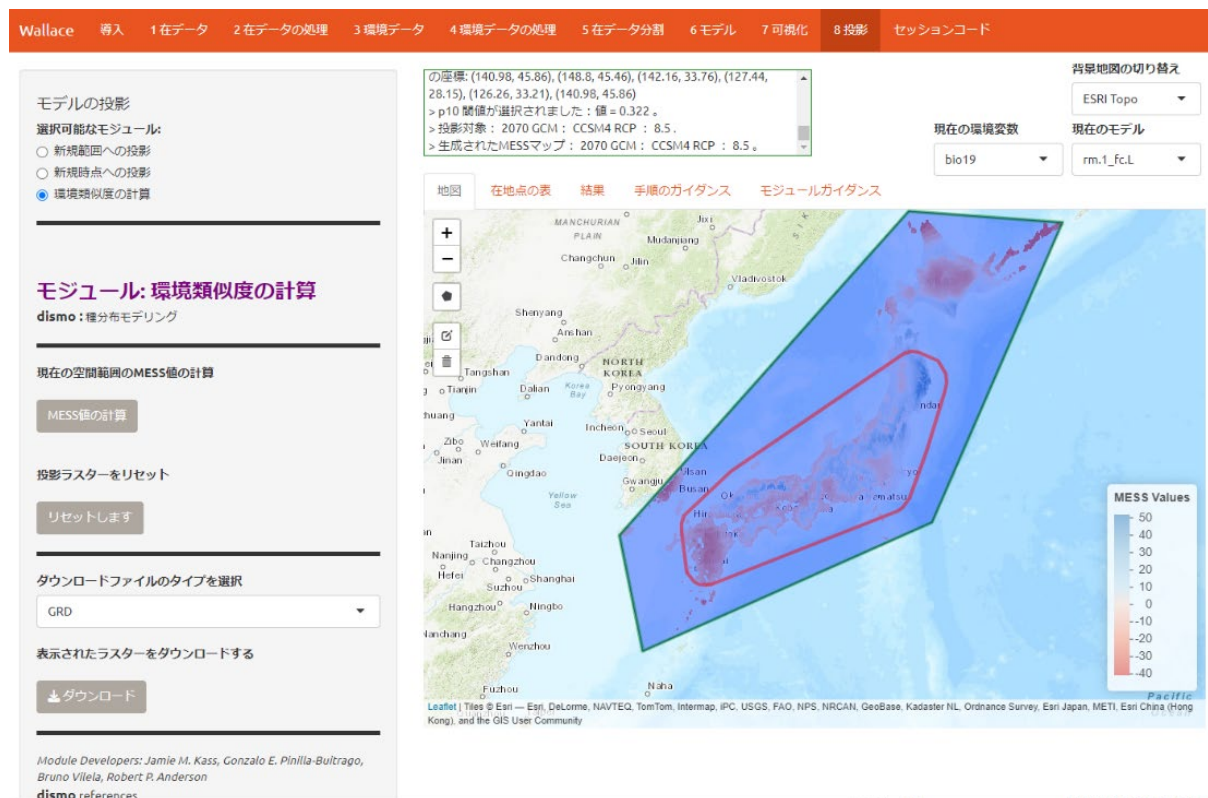 Wallace 導入 1 在データ 2 在データの処理 3 環境データ 4 環境データの処理 5 在データ分割 6 モデル 7 可視化 8 投影 セッションコード
モデルの投影
選択可能なモジュール:
新規範囲への投影
新規時点への投影
環境類似度の計算
モジュール: 環境類似度の計算
dismo : 種分布モデリング
現在の空間範囲のMESS値の計算
MESS値の計算
投影ラスターをリセット
リセットします
ダウンロードファイルのタイプを選択
GRD
表示されたラスターをダウンロードする
ダウンロード
Module Developers: Jamie M. Kass, Gonzalo E. Pinilla-Buitrago,
Bruno Vilela, Robert P. Anderson
dismo references
の座標: (140.98, 45.86), (148.8, 45.46), (142.16, 33.76), (127.44,
28.15), (126.26, 33.21), (140.98, 45.86)
> p10 閾値が選択されました : 値 = 0.322 。
> 投影対象 : 2070 GCM : CCSM4 RCP : 8.5 .
> 生成されたMESSマップ : 2070 GCM : CCSM4 RCP : 8.5 。
背景地図の切り替え
ESRI Topo
現在の環境変数
bio19
現在のモデル
rm.1_fc.L
地図 在地点の表 結果 手順のガイダンス モジュールガイダンス
+
−
MANCHURIAN
PLAIN
Jixi
Mudanjiang
Changchun
Jilin
Vladivostok
Shenyang
Anshan
Dandong
NORTH
KOREA
Tangshan
Tianjin
Dalian
Korea
Bay
Pyongyang
Yantai
Incheon
Seoul
SOUTH KOREA
Zibo
Weifang
Jinan
Daejeon
Qingdao
Gwangju
Ulsan
Busan
Yellow
Sea
Taizhou
Nanjing
Changzhou
Hefei
Suzhou
Shanghai
Hangzhou
Ningbo
Nanchang
Wenzhou
Fuzhou
Naha
MESS Values
50
40
30
20
10
0
-10
-20
-30
-40
Pacific
Ocean
Leaflet | Tiles © Esri — Esri, DeLorme, NAVTEQ, TomTom, Intermap, iPC, USGS, FAO, NPS, NRCAN, GeoBase, Kadaster NL, Ordnance Survey, Esri Japan, METI, Esri China (Hong
Kong), and the GIS User Community